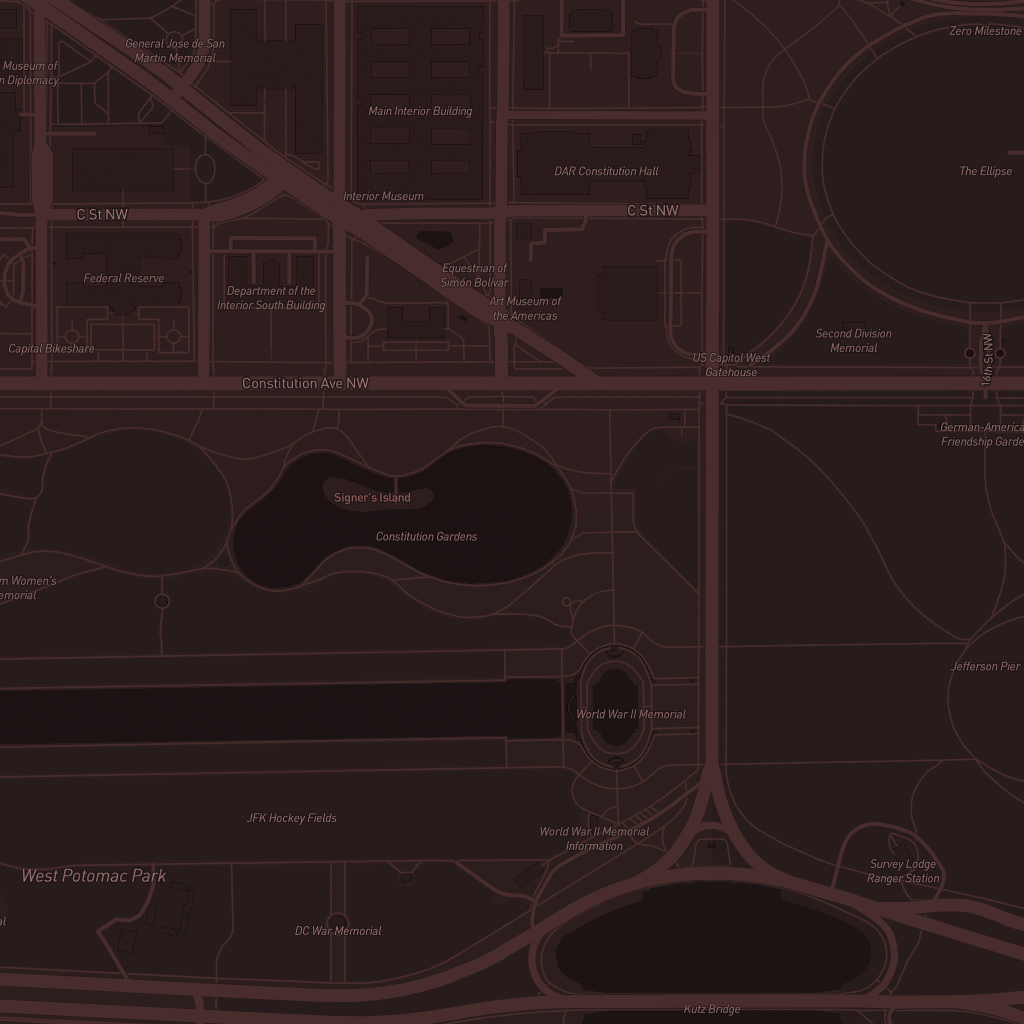 Zero Milestone
General Jose de San
Martin Memorial
Museum of
n Diplomacy
Main Interior Building
DAR Constitution Hall
The Ellipse
Interior Museum
C St NW
C St NW
Federal Reserve
Equestrian of
Simón Bolívar
Department of the
Interior South Building
Art Museum of
the Americas
Second Division
Memorial
Capital Bikeshare
US Capitol West
Gatehouse
16th St NW
Constitution Ave NW
German-America
Friendship Garde
Signer's Island
Constitution Gardens
m Women's
emorial
Jefferson Pier
World War II Memorial
JFK Hockey Fields
World War II Memorial
Information
West Potomac Park
Survey Lodge
Ranger Station
al
DC War Memorial
Kutz Bridge